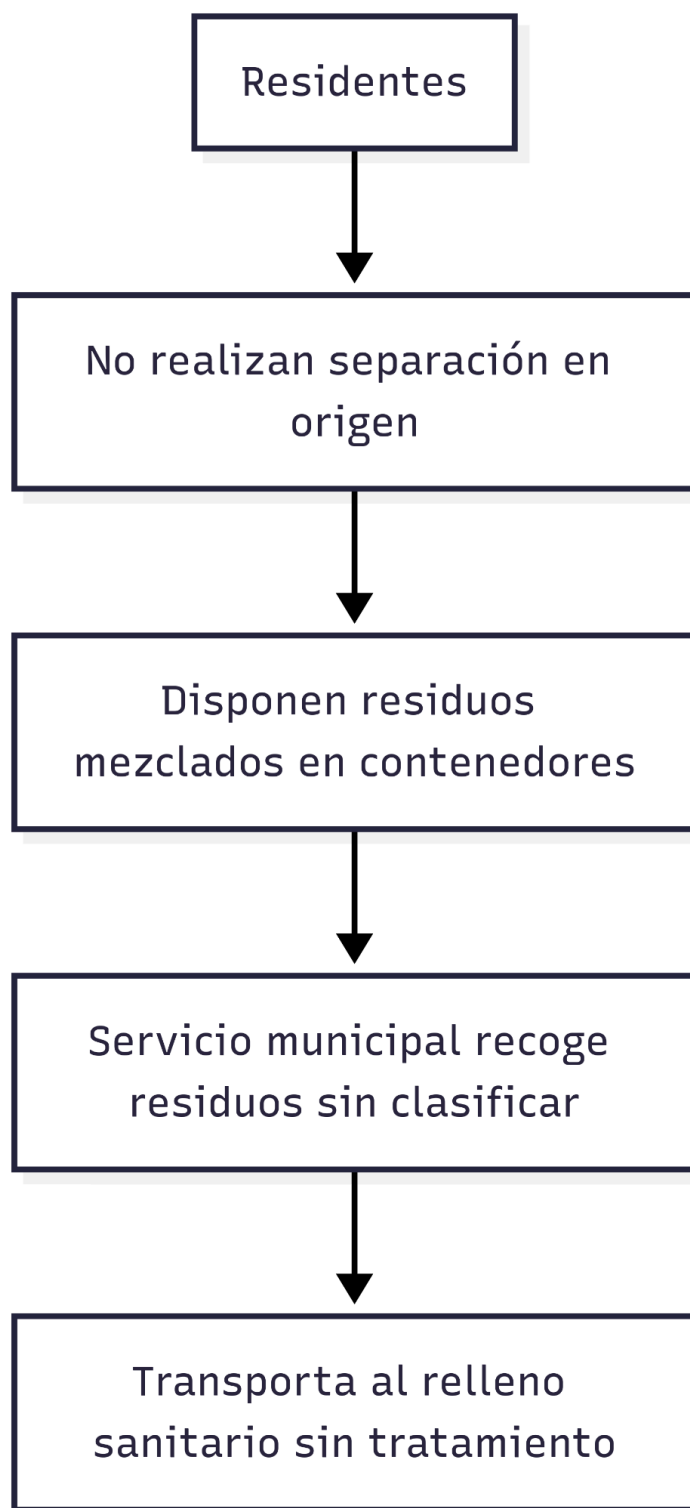 Residentes
No realizan separación en
origen
Disponen residuos
mezclados en contenedores
Servicio municipal recoge
residuos sin clasificar
Transporta al relleno
sanitario sin tratamiento